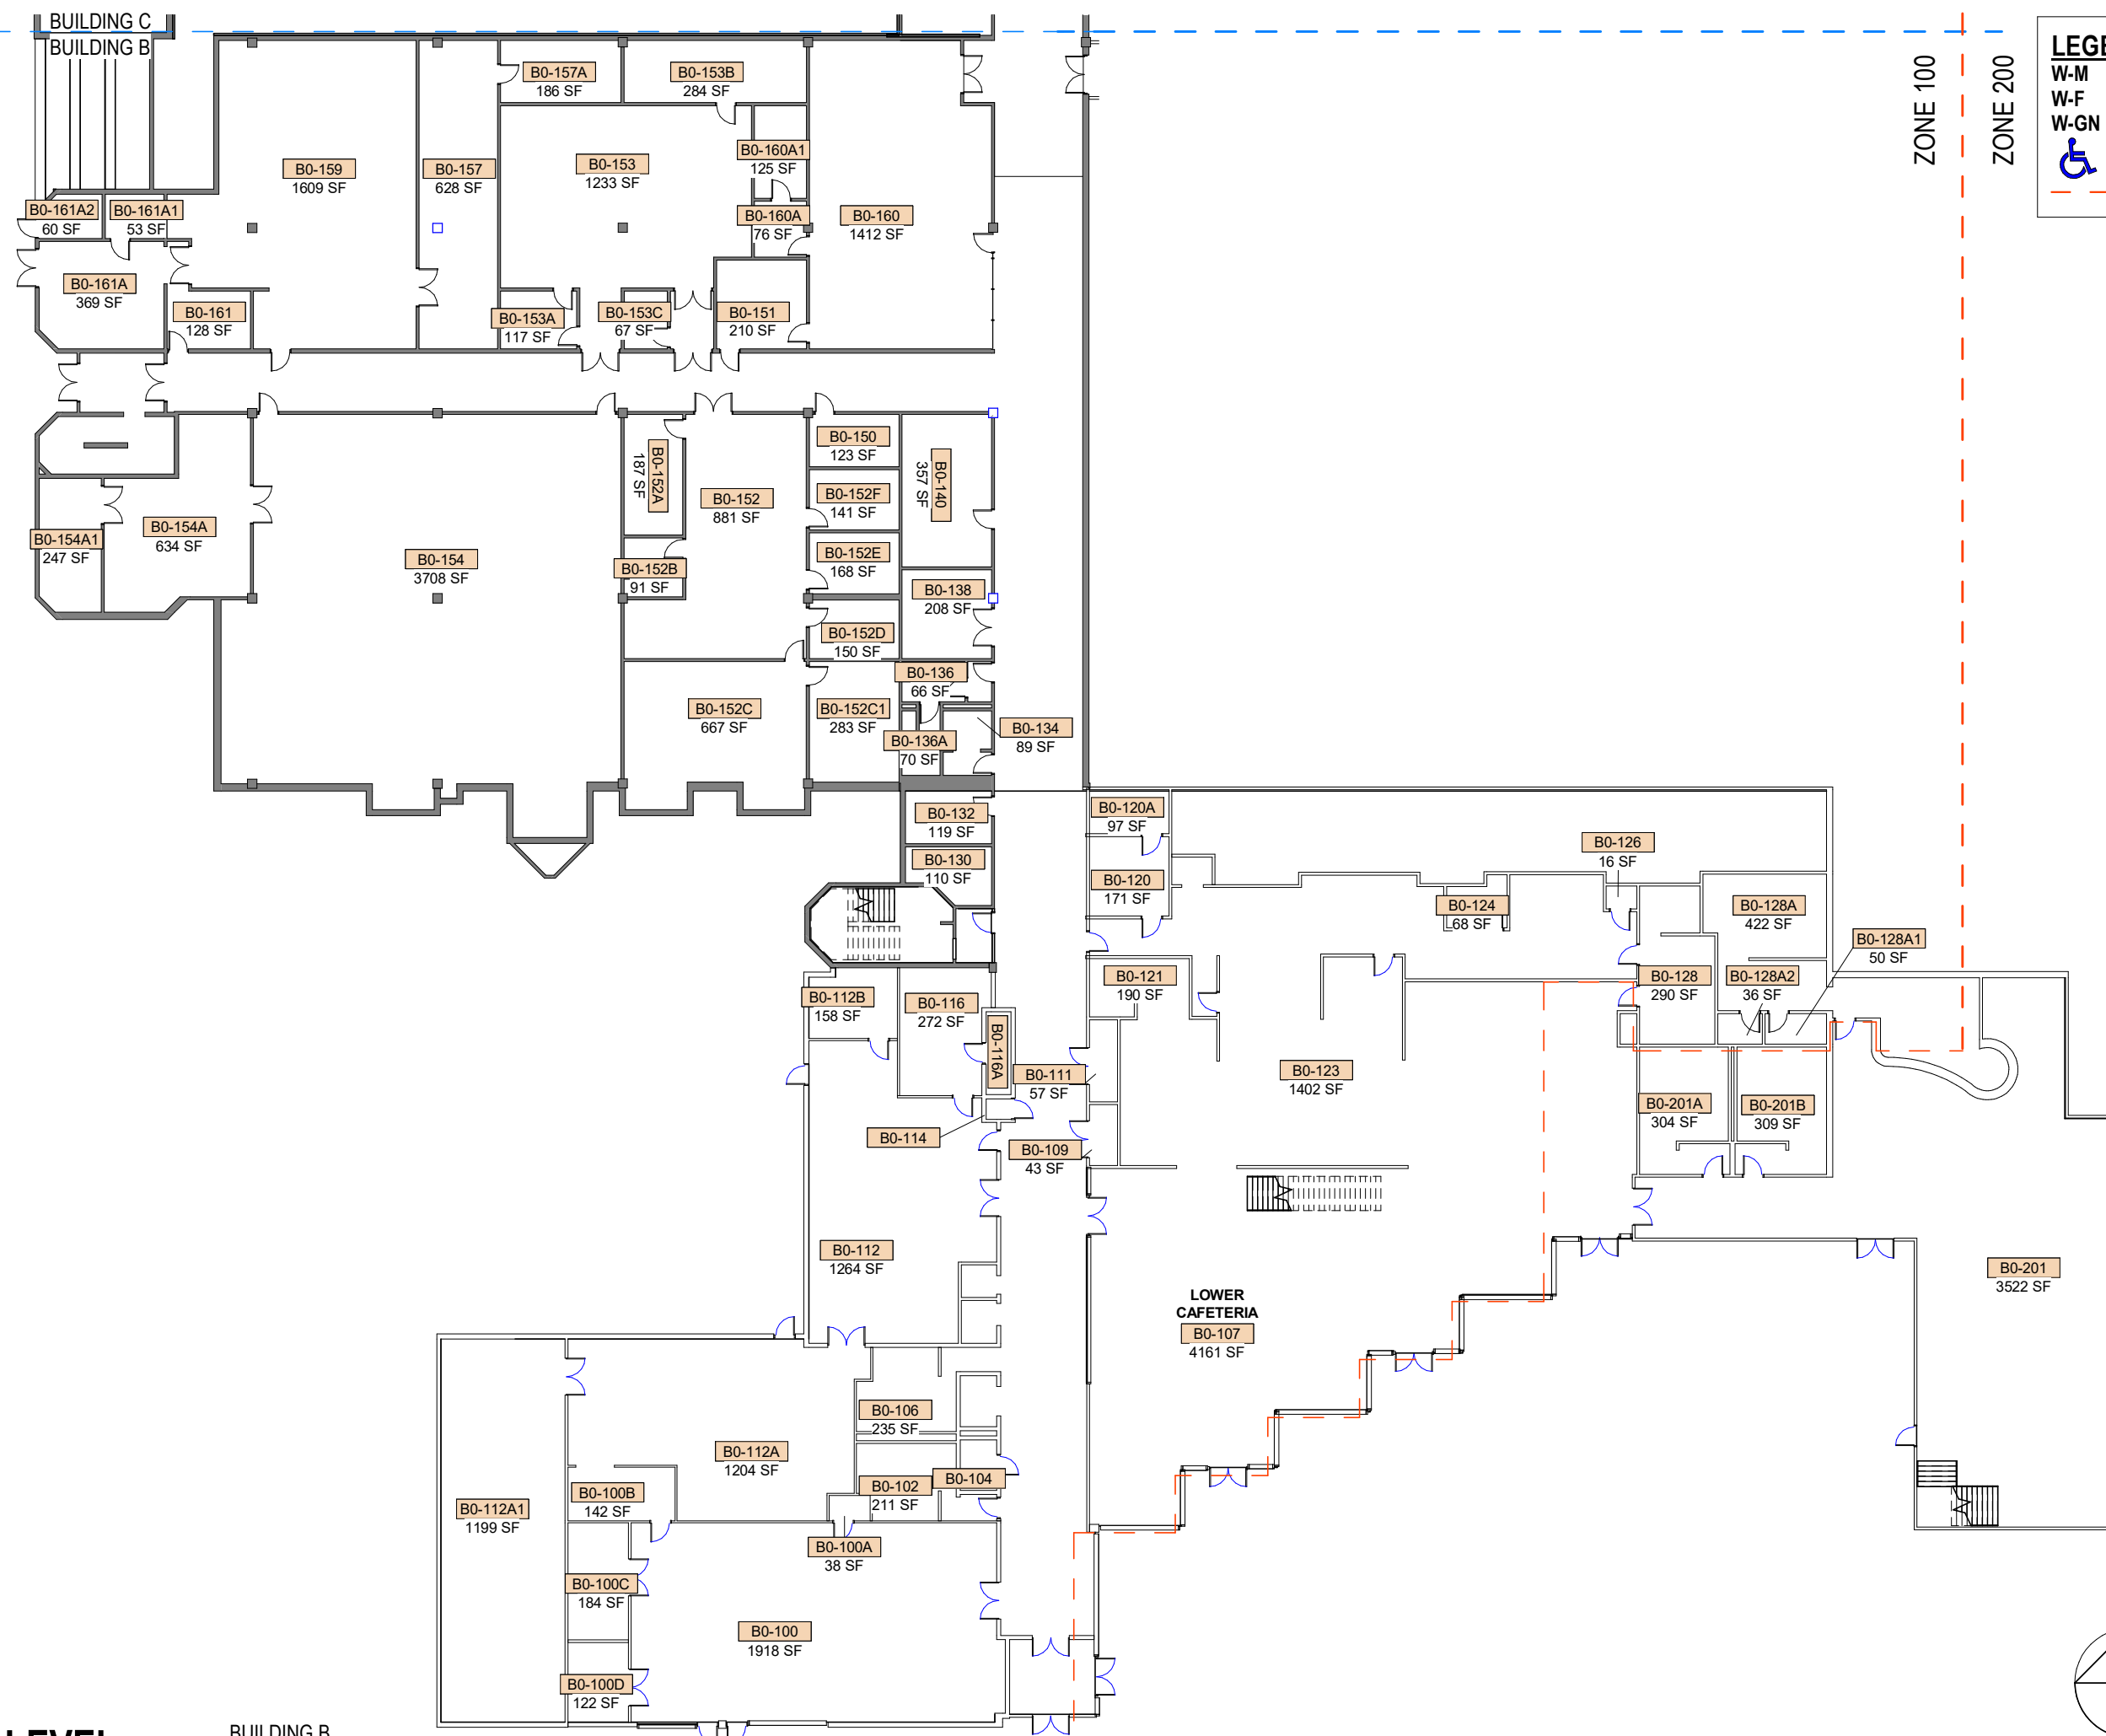 BUILDING C
BUILDING B
ZONE 100
ZONE 200
W-M
W-F
W-GN
B0-157A
186 SF
B0-153B
284 SF
B0-159
1609 SF
B0-157
628 SF
B0-153
1233 SF
B0-160A1
125 SF
B0-161A2
60 SF
B0-161A1
53 SF
B0-160A
76 SF
B0-160
1412 SF
B0-161A
369 SF
B0-161
128 SF
B0-153A
117 SF
B0-153C
67 SF
B0-151
210 SF
B0-154A1
247 SF
B0-154A
634 SF
B0-154
3708 SF
B0-152A
187 SF
B0-152
881 SF
B0-152B
91 SF
B0-150
123 SF
B0-152F
141 SF
B0-152E
168 SF
B0-152D
150 SF
B0-140
357 SF
B0-138
208 SF
B0-136
66 SF
B0-152C
667 SF
B0-152C1
283 SF
B0-136A
70 SF
B0-134
89 SF
B0-132
119 SF
B0-130
110 SF
B0-120A
97 SF
B0-120
171 SF
B0-126
16 SF
B0-124
68 SF
B0-128A
422 SF
B0-128A1
50 SF
B0-128
290 SF
B0-128A2
36 SF
B0-121
190 SF
B0-112B
158 SF
B0-116
272 SF
B0-116A
B0-111
57 SF
B0-123
1402 SF
B0-201A
304 SF
B0-201B
309 SF
B0-114
B0-109
43 SF
B0-112
1264 SF
B0-201
3522 SF
LOWER
CAFETERIA
B0-107
4161 SF
B0-106
235 SF
B0-112A
1204 SF
B0-104
B0-102
211 SF
B0-100B
142 SF
B0-112A1
1199 SF
B0-100A
38 SF
B0-100C
184 SF
B0-100
1918 SF
B0-100D
122 SF
LEVEL
BUILDING B